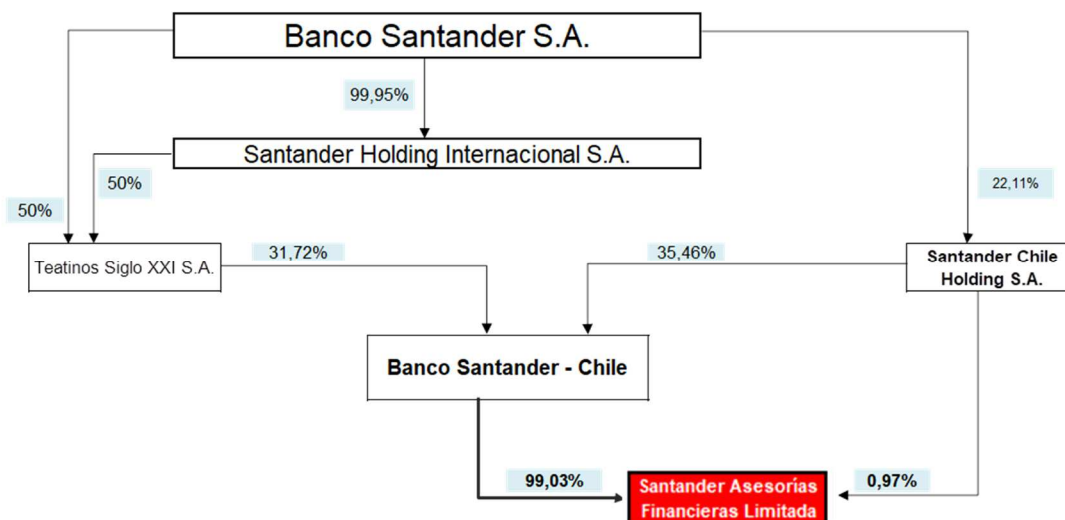 Banco Santander S.A.
99,95%
Santander Holding Internacional S.A.
50%
22,11%
50%
Teatinos Siglo XXI S.A.
31,72%
35,46%
Santander Chile
Holding S.A.
Banco Santander - Chile
99,03%
Santander Asesorías
Financieras Limitada
0,97%